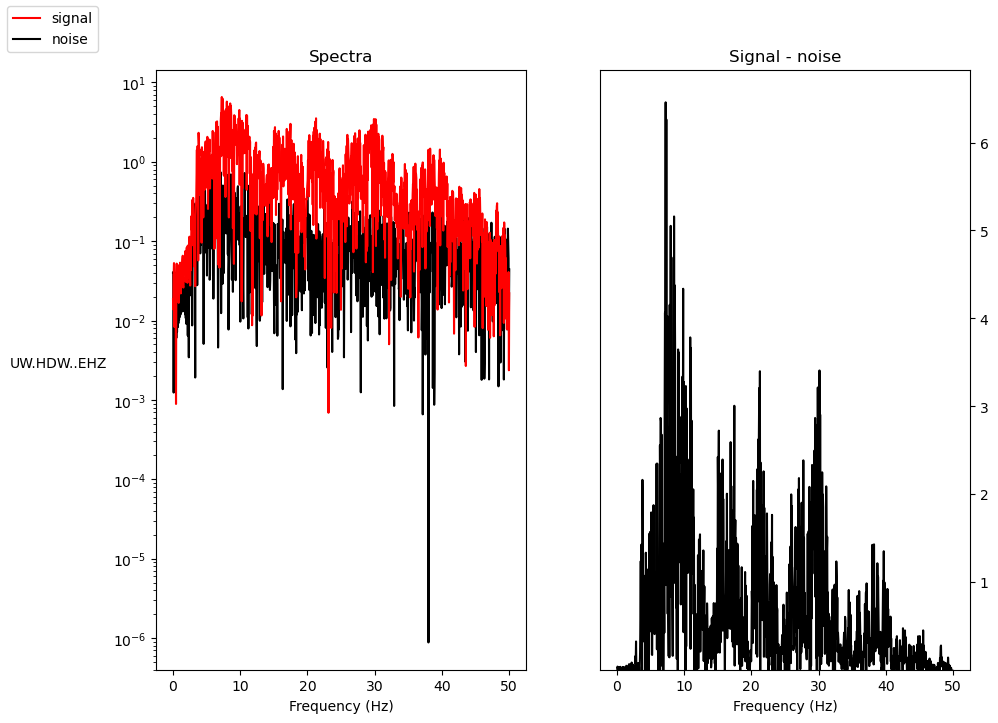 signal
noise
Spectra
Signal - noise
10¹
10⁰
10⁻¹
10⁻²
10⁻³
10⁻⁴
10⁻⁵
10⁻⁶
UW.HDW..EHZ
6
5
4
3
2
1
0 10 20 30 40 50
0 10 20 30 40 50
Frequency (Hz)
Frequency (Hz)